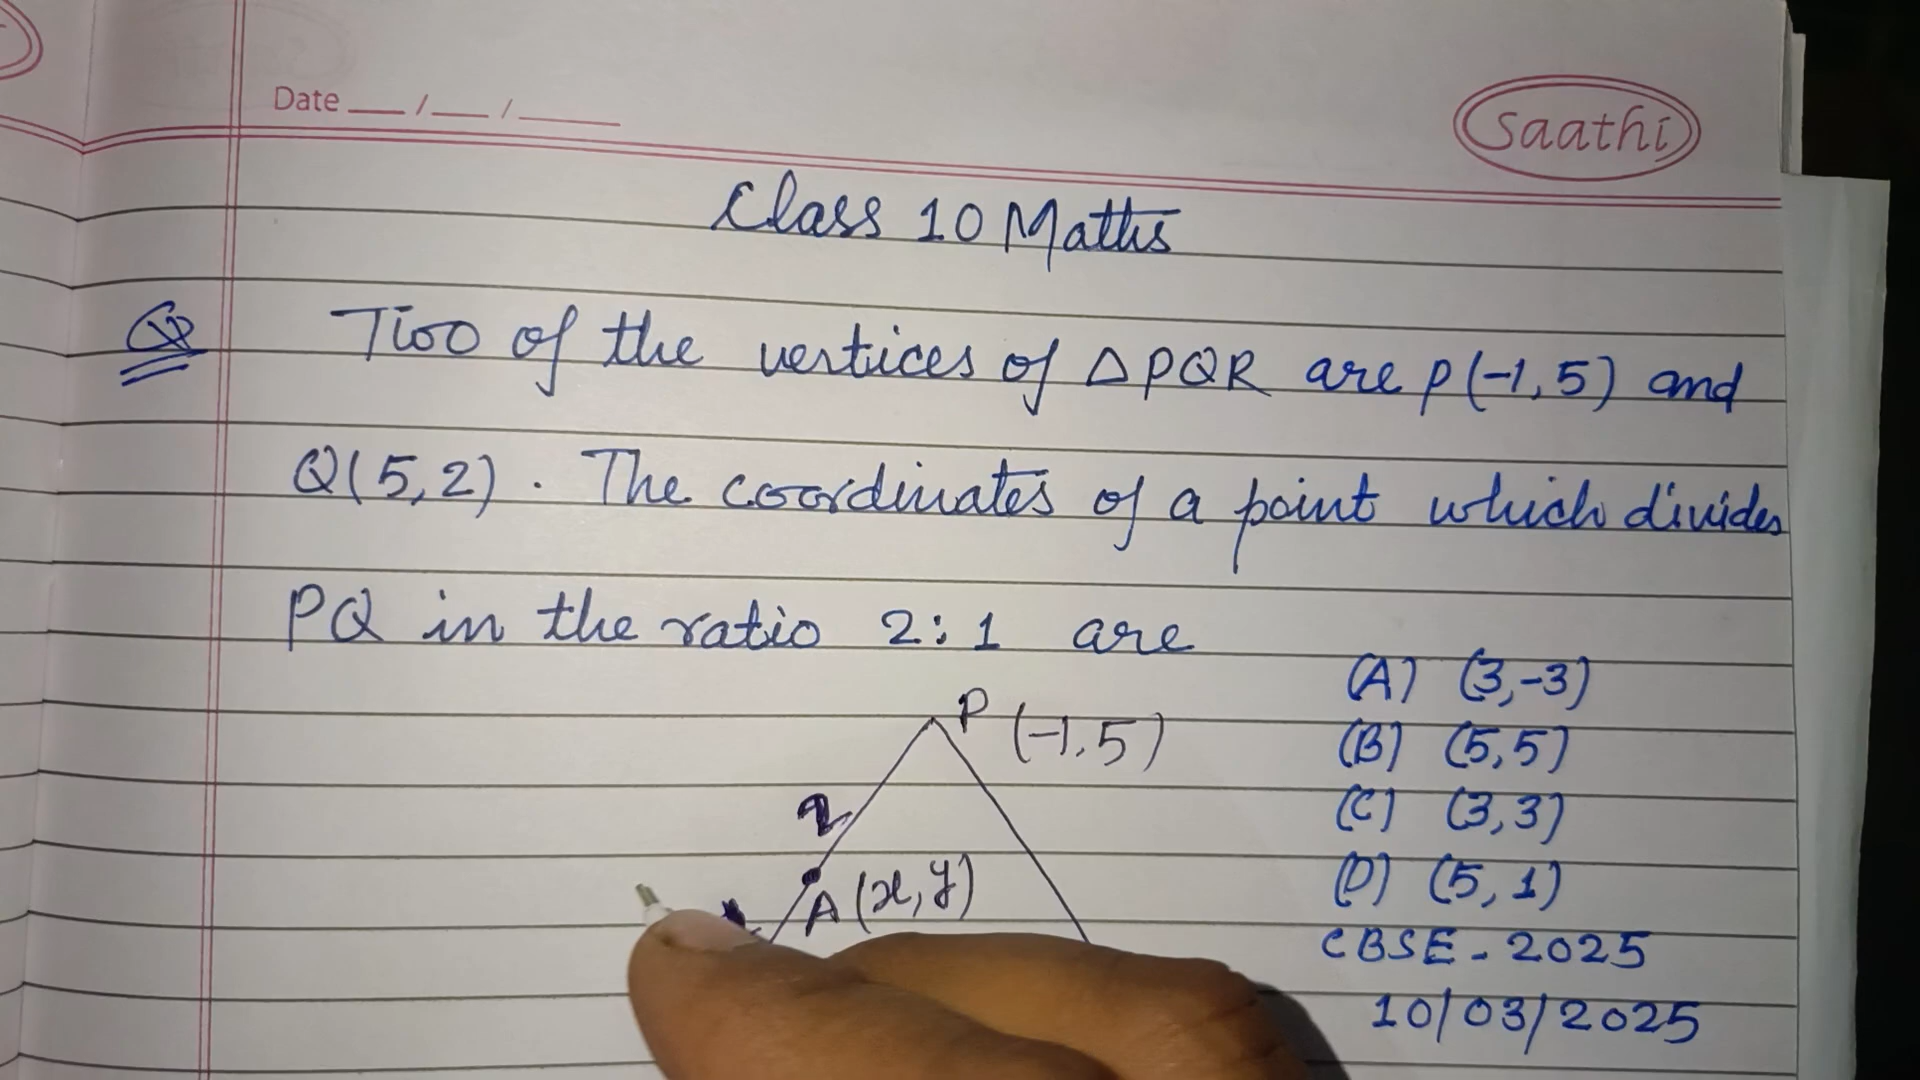 Date __/__/____
Saathi
Class 10 Maths
Q Two of the vertices of △PQR are P(-1, 5) and
Q(5, 2). The coordinates of a point which divides
PQ in the ratio 2:1 are
(A) (3,-3)
(B) (5,5)
(C) (3,3)
(D) (5, 1)
CBSE-2025
10/03/2025
P (-1, 5)
2
A (x, y)